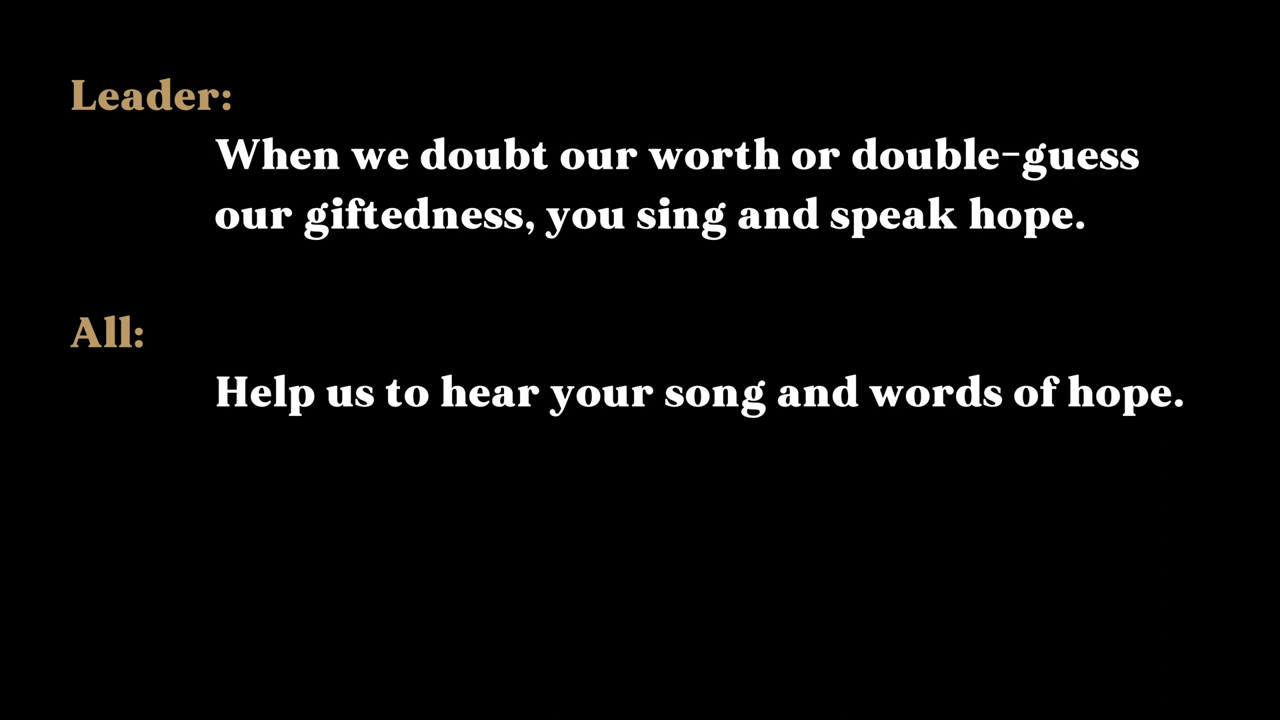 Leader:
When we doubt our worth or double-guess
our giftedness, you sing and speak hope.
All:
Help us to hear your song and words of hope.